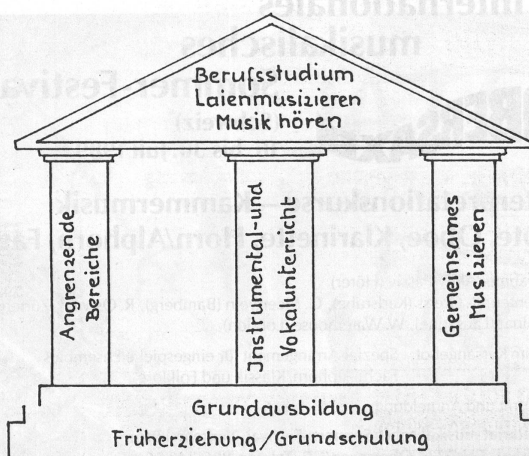 Berufsstudium
Laienmusizieren
Musik hören
Angrenzende
Bereiche
Instrumental-und
Vokalunterricht
Gemeinsames
Musizieren
Grundausbildung
Früherziehung/Grundschulung